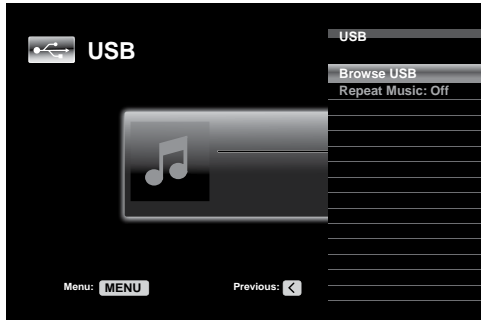 USB
USB
Browse USB
Repeat Music: Off
Menu: MENU
Previous: <